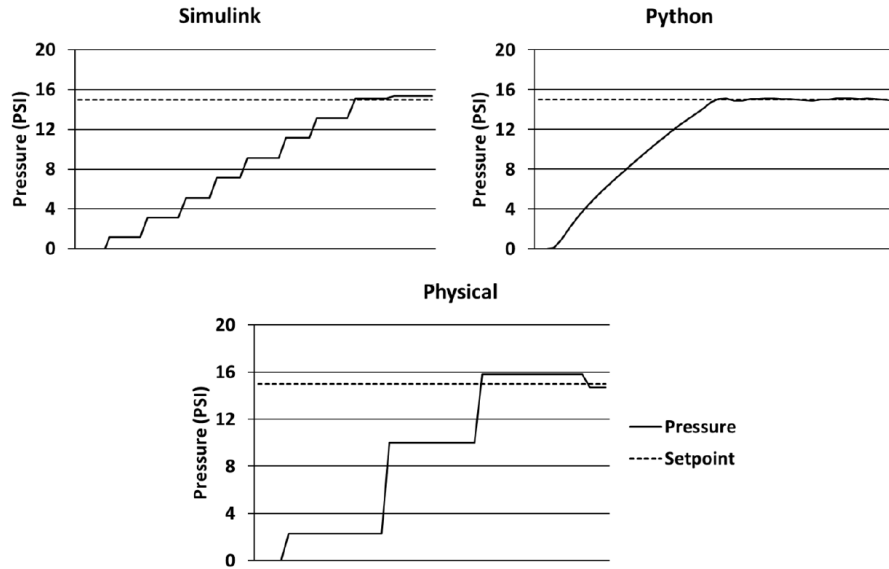 Simulink
Pressure (PSI)
20
16
12
8
4
0
Python
Pressure (PSI)
20
16
12
8
4
0
Physical
Pressure (PSI)
20
16
12
8
4
0
Pressure
Setpoint